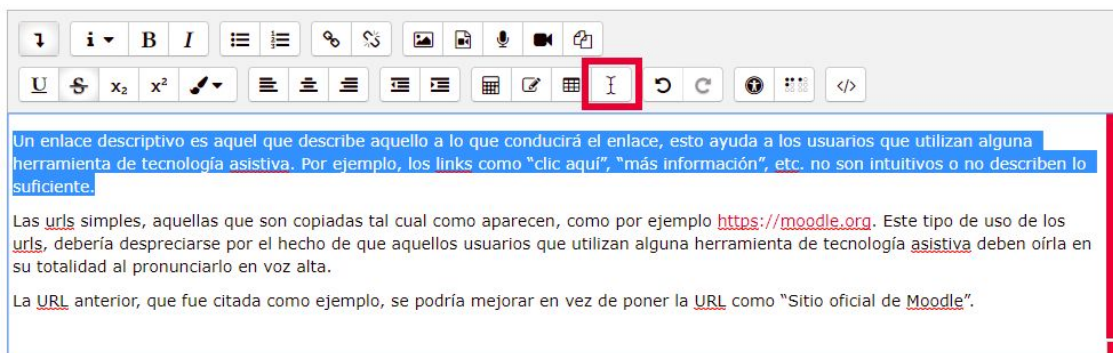 i B I
U S x₂ x² </>
Un enlace descriptivo es aquel que describe aquello a lo que conducirá el enlace, esto ayuda a los usuarios que utilizan alguna
herramienta de tecnología asistiva. Por ejemplo, los links como “clic aquí”, “más información”, etc. no son intuitivos o no describen lo
suficiente.
Las urls simples, aquellas que son copiadas tal cual como aparecen, como por ejemplo https://moodle.org. Este tipo de uso de los
urls, debería despreciarse por el hecho de que aquellos usuarios que utilizan alguna herramienta de tecnología asistiva deben oírla en
su totalidad al pronunciarlo en voz alta.
La URL anterior, que fue citada como ejemplo, se podría mejorar en vez de poner la URL como “Sitio oficial de Moodle”.